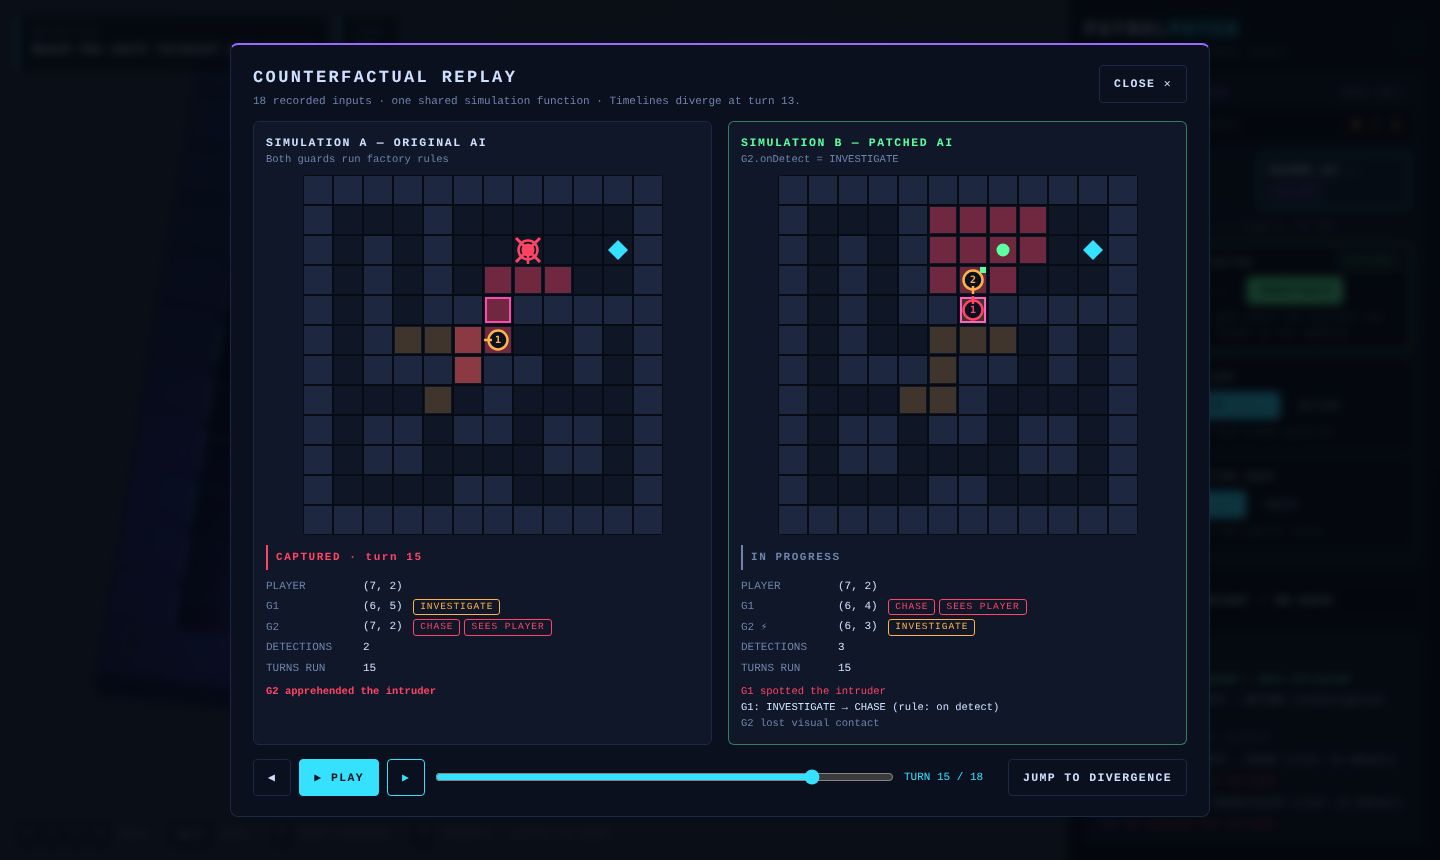 COUNTERFACTUAL REPLAY
18 recorded inputs · one shared simulation function · Timelines diverge at turn 13.
CLOSE ×
SIMULATION A — ORIGINAL AI
Both guards run factory rules
1
CAPTURED · turn 15
PLAYER (7, 2)
G1 (6, 5) INVESTIGATE
G2 (7, 2) CHASE SEES PLAYER
DETECTIONS 2
TURNS RUN 15
G2 apprehended the intruder
SIMULATION B — PATCHED AI
G2.onDetect = INVESTIGATE
2
1
IN PROGRESS
PLAYER (7, 2)
G1 (6, 4) CHASE SEES PLAYER
G2 ⚡ (6, 3) INVESTIGATE
DETECTIONS 3
TURNS RUN 15
G1 spotted the intruder
G1: INVESTIGATE → CHASE (rule: on detect)
G2 lost visual contact
◀ ▶ PLAY ▶ TURN 15 / 18 JUMP TO DIVERGENCE